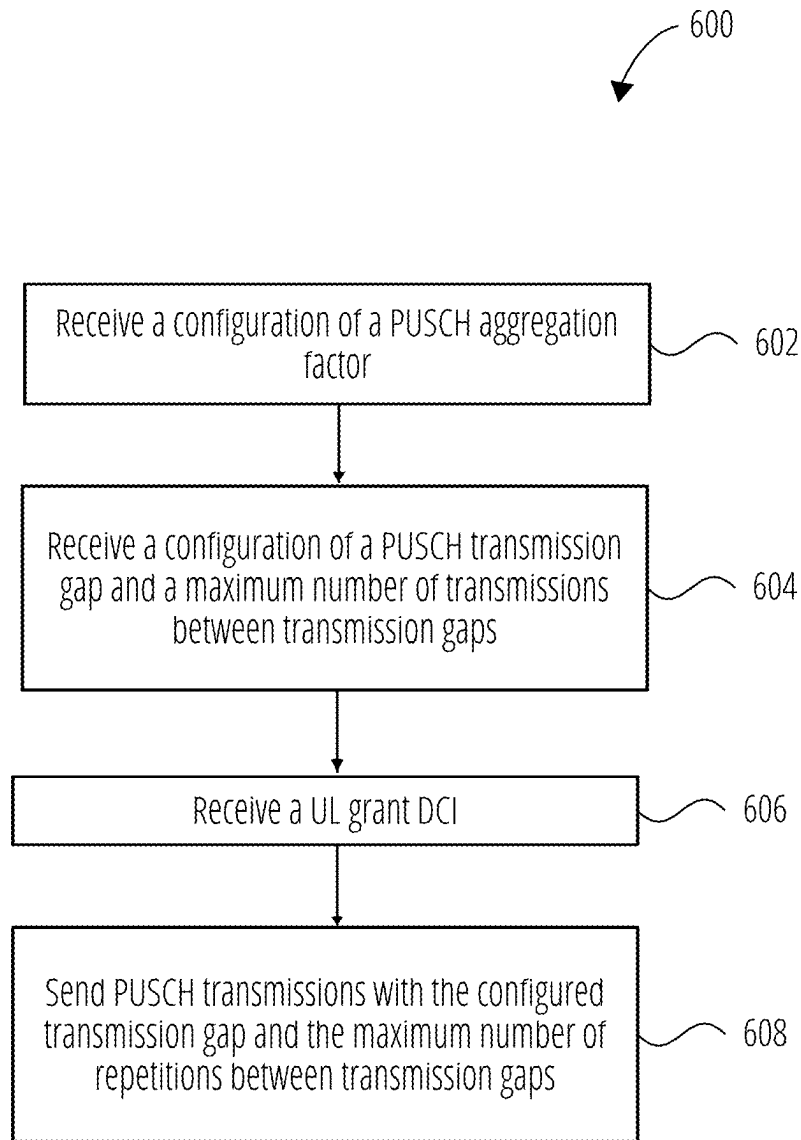 600
Receive a configuration of a PUSCH aggregation
factor
602
Receive a configuration of a PUSCH transmission
gap and a maximum number of transmissions
between transmission gaps
604
Receive a UL grant DCI
606
Send PUSCH transmissions with the configured
transmission gap and the maximum number of
repetitions between transmission gaps
608